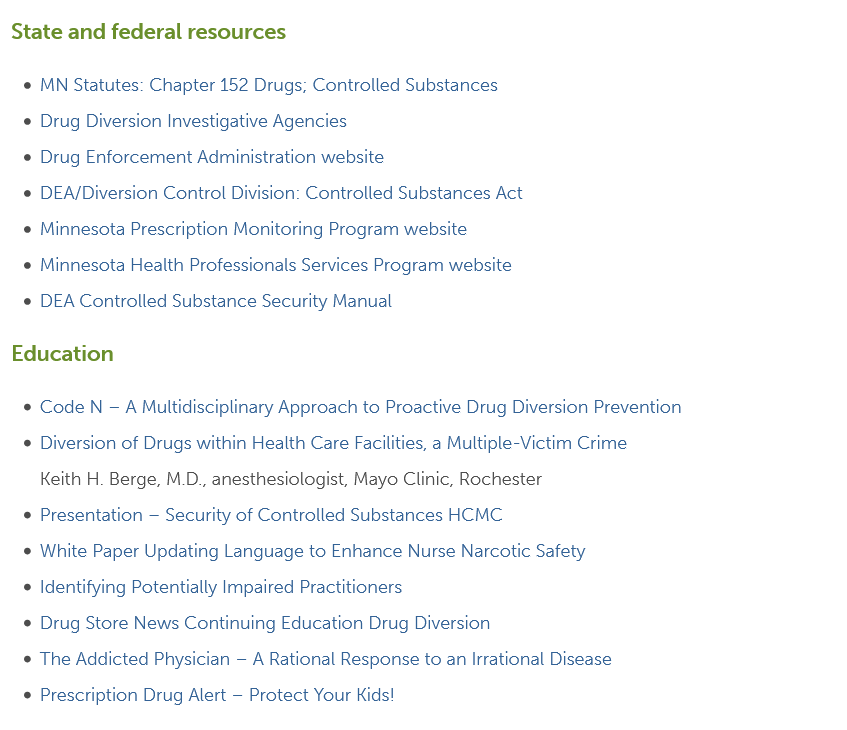 State and federal resources
• MN Statutes: Chapter 152 Drugs; Controlled Substances
• Drug Diversion Investigative Agencies
• Drug Enforcement Administration website
• DEA/Diversion Control Division: Controlled Substances Act
• Minnesota Prescription Monitoring Program website
• Minnesota Health Professionals Services Program website
• DEA Controlled Substance Security Manual
Education
• Code N – A Multidisciplinary Approach to Proactive Drug Diversion Prevention
• Diversion of Drugs within Health Care Facilities, a Multiple-Victim Crime
Keith H. Berge, M.D., anesthesiologist, Mayo Clinic, Rochester
• Presentation – Security of Controlled Substances HCMC
• White Paper Updating Language to Enhance Nurse Narcotic Safety
• Identifying Potentially Impaired Practitioners
• Drug Store News Continuing Education Drug Diversion
• The Addicted Physician – A Rational Response to an Irrational Disease
• Prescription Drug Alert – Protect Your Kids!